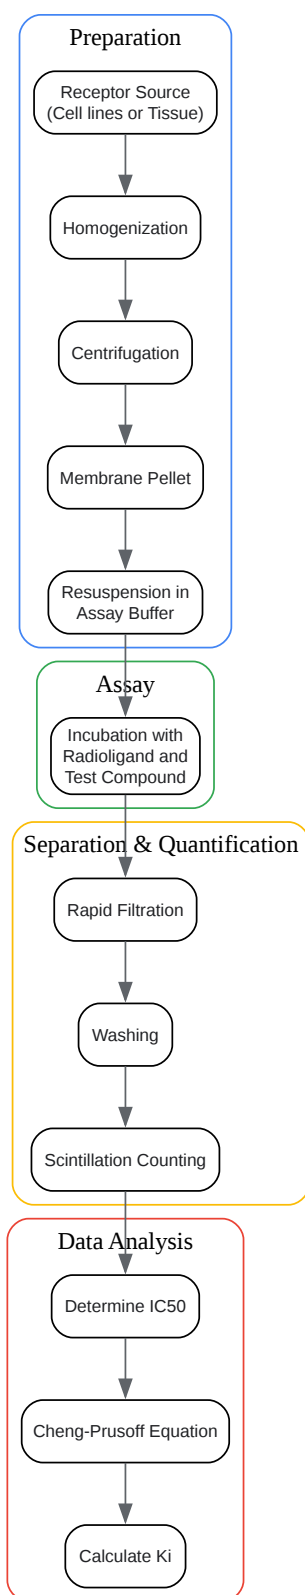 Preparation
Receptor Source
(Cell lines or Tissue)
Homogenization
Centrifugation
Membrane Pellet
Resuspension in
Assay Buffer
Assay
Incubation with
Radioligand and
Test Compound
Separation & Quantification
Rapid Filtration
Washing
Scintillation Counting
Data Analysis
Determine IC50
Cheng-Prusoff Equation
Calculate Ki